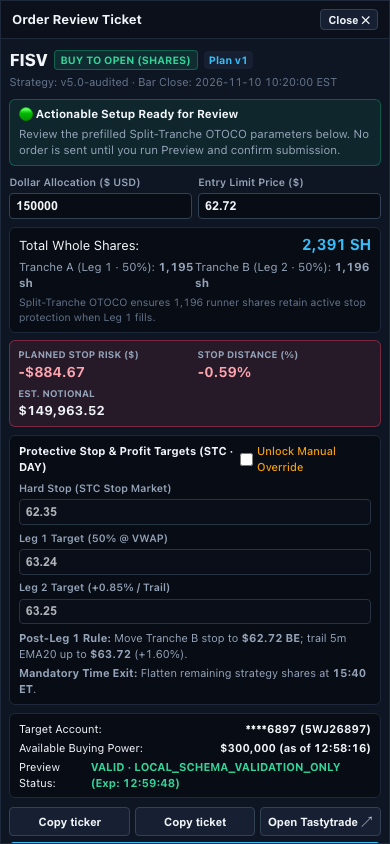 Order Review Ticket
Close ✕
FISV BUY TO OPEN (SHARES) Plan v1
Strategy: v5.0-audited · Bar Close: 2026-11-10 10:20:00 EST
🟢 Actionable Setup Ready for Review
Review the prefilled Split-Tranche OTOCO parameters below. No
order is sent until you run Preview and confirm submission.
Dollar Allocation ($ USD) Entry Limit Price ($)
150000 62.72
Total Whole Shares: 2,391 SH
Tranche A (Leg 1 · 50%): 1,195 sh
Tranche B (Leg 2 · 50%): 1,196 sh
Split-Tranche OTOCO ensures 1,196 runner shares retain active stop
protection when Leg 1 fills.
PLANNED STOP RISK ($) STOP DISTANCE (%)
-$884.67 -0.59%
EST. NOTIONAL
$149,963.52
Protective Stop & Profit Targets (STC · DAY)
Unlock Manual Override
Hard Stop (STC Stop Market)
62.35
Leg 1 Target (50% @ VWAP)
63.24
Leg 2 Target (+0.85% / Trail)
63.25
Post-Leg 1 Rule: Move Tranche B stop to $62.72 BE; trail 5m
EMA20 up to $63.72 (+1.60%).
Mandatory Time Exit: Flatten remaining strategy shares at 15:40
ET.
Target Account: ****6897 (5WJ26897)
Available Buying Power: $300,000 (as of 12:58:16)
Preview Status: VALID · LOCAL_SCHEMA_VALIDATION_ONLY
(Exp: 12:59:48)
Copy ticker Copy ticket Open Tastytrade ↗